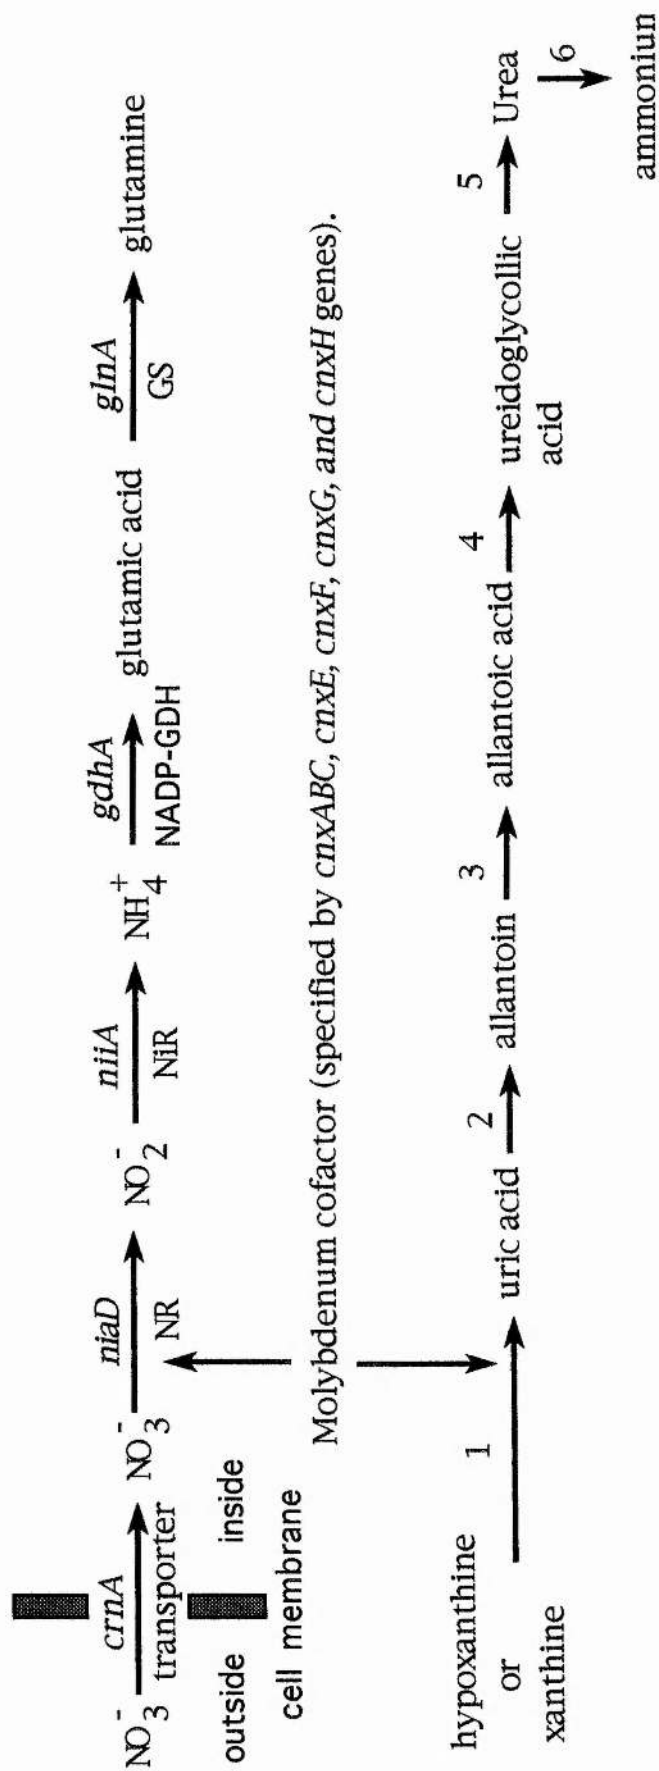 crnA
niaD
niiA
gdhA
glnA
NO3- NO3- NO2- NH4+ glutamic acid glutamine
transporter
NR
NiR
NADP-GDH
GS
outside inside
cell membrane
Molybdenum cofactor (specified by cnxABC, cnxE, cnxF, cnxG, and cnxH genes).
1 2 3 4 5
hypoxanthine
or
xanthine
uric acid
allantoin
allantoic acid
ureidoglycollic
acid
Urea
6
ammoniun